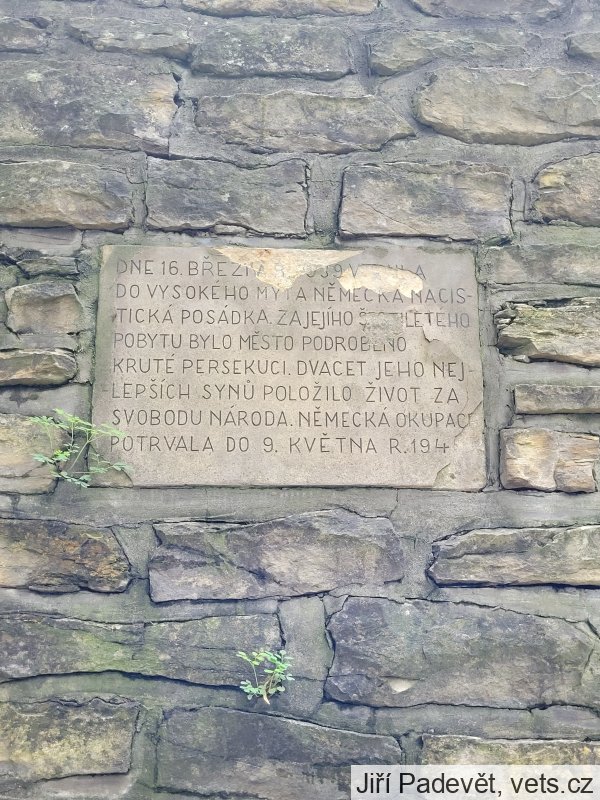 DNE 16. BŘEZNA R. 1939
DO VYSOKÉHO MÝTA NĚMECKÁ NACIS-
TICKÁ POSÁDKA. ZA JEJÍHO ŠESTILETÉHO
POBYTU BYLO MĚSTO PODROBENO
KRUTÉ PERSEKUCI. DVACET JEHO NEJ-
LEPŠÍCH SYNŮ POLOŽILO ŽIVOT ZA
SVOBODU NÁRODA. NĚMECKÁ OKUPACE
POTRVALA DO 9. KVĚTNA R. 194
Jiří Padevět, vets.cz